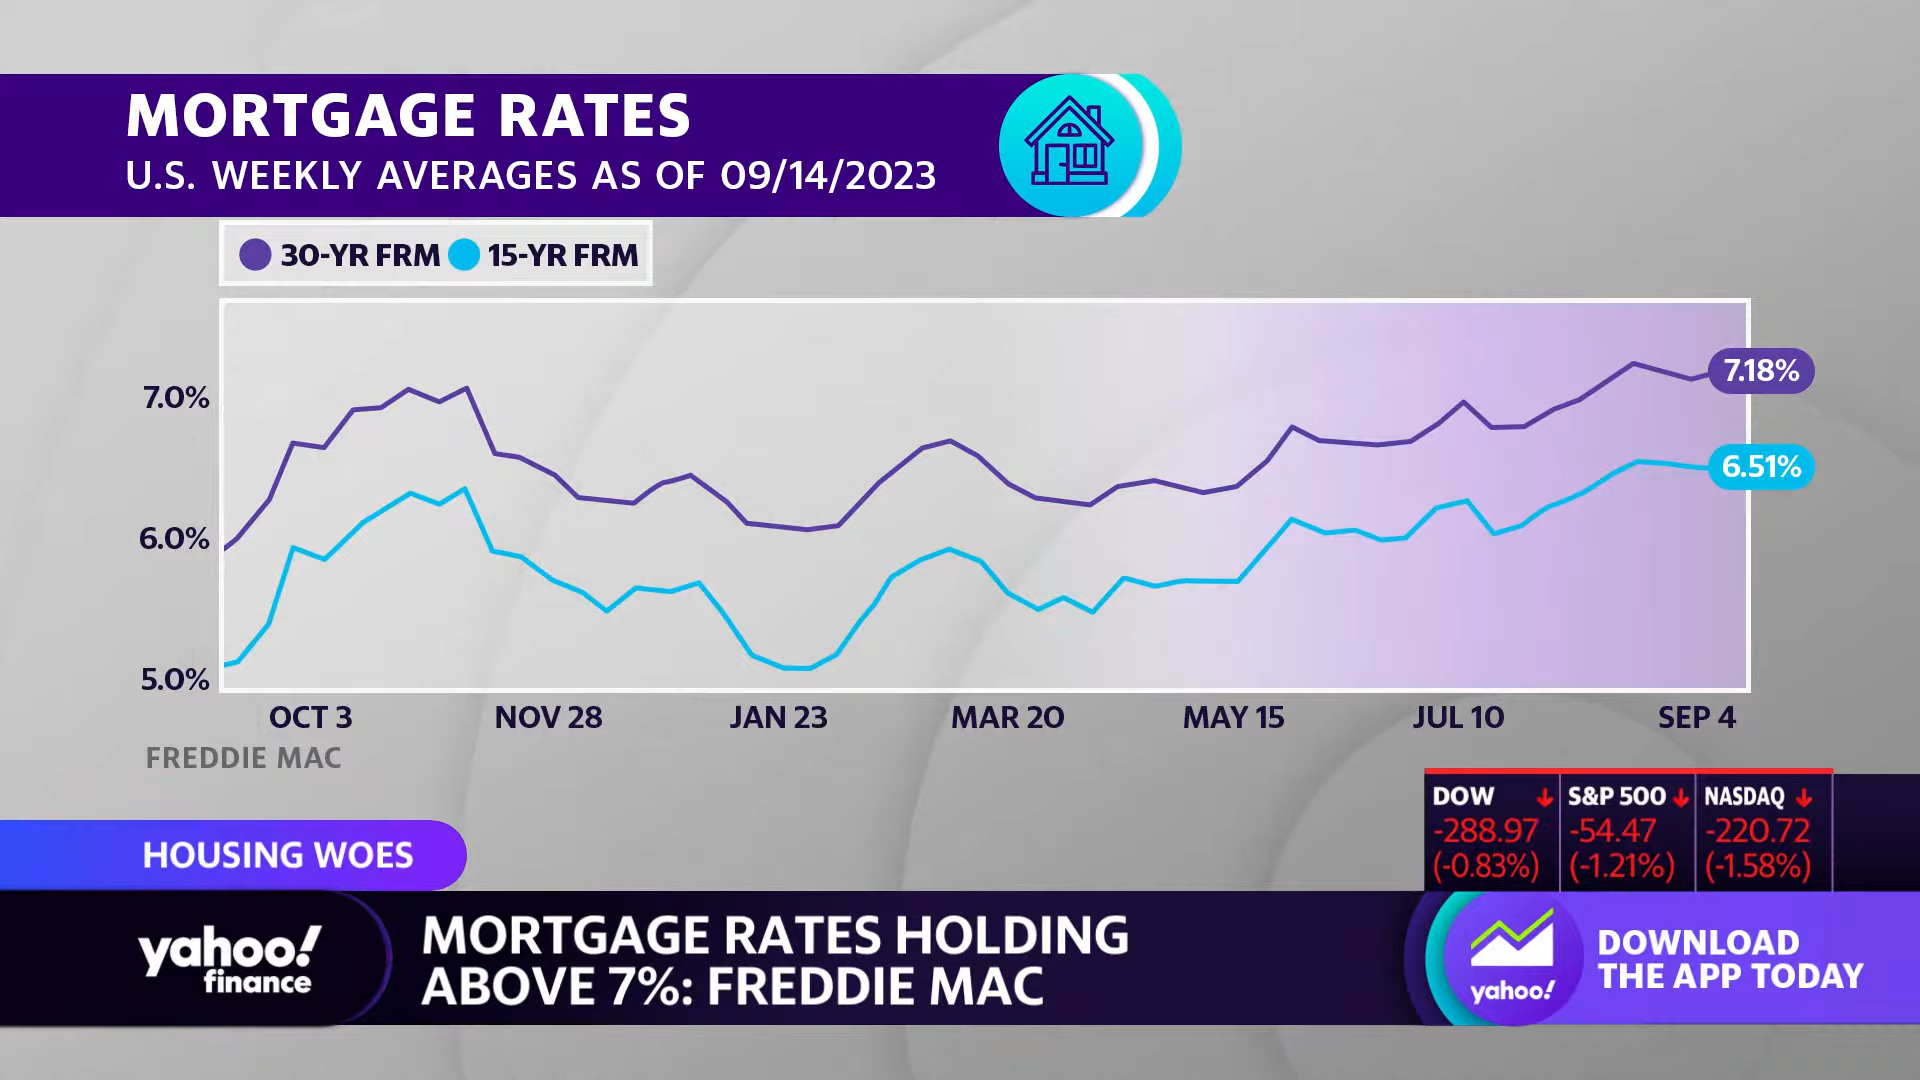 MORTGAGE RATES
U.S. WEEKLY AVERAGES AS OF 09/14/2023
30-YR FRM 15-YR FRM
7.0%
6.0%
5.0%
7.18%
6.51%
OCT 3 NOV 28 JAN 23 MAR 20 MAY 15 JUL 10 SEP 4
FREDDIE MAC
DOW S&P 500 NASDAQ
-288.97 -54.47 -220.72
(-0.83%) (-1.21%) (-1.58%)
HOUSING WOES
yahoo!
finance
MORTGAGE RATES HOLDING
ABOVE 7%: FREDDIE MAC
yahoo!
DOWNLOAD
THE APP TODAY